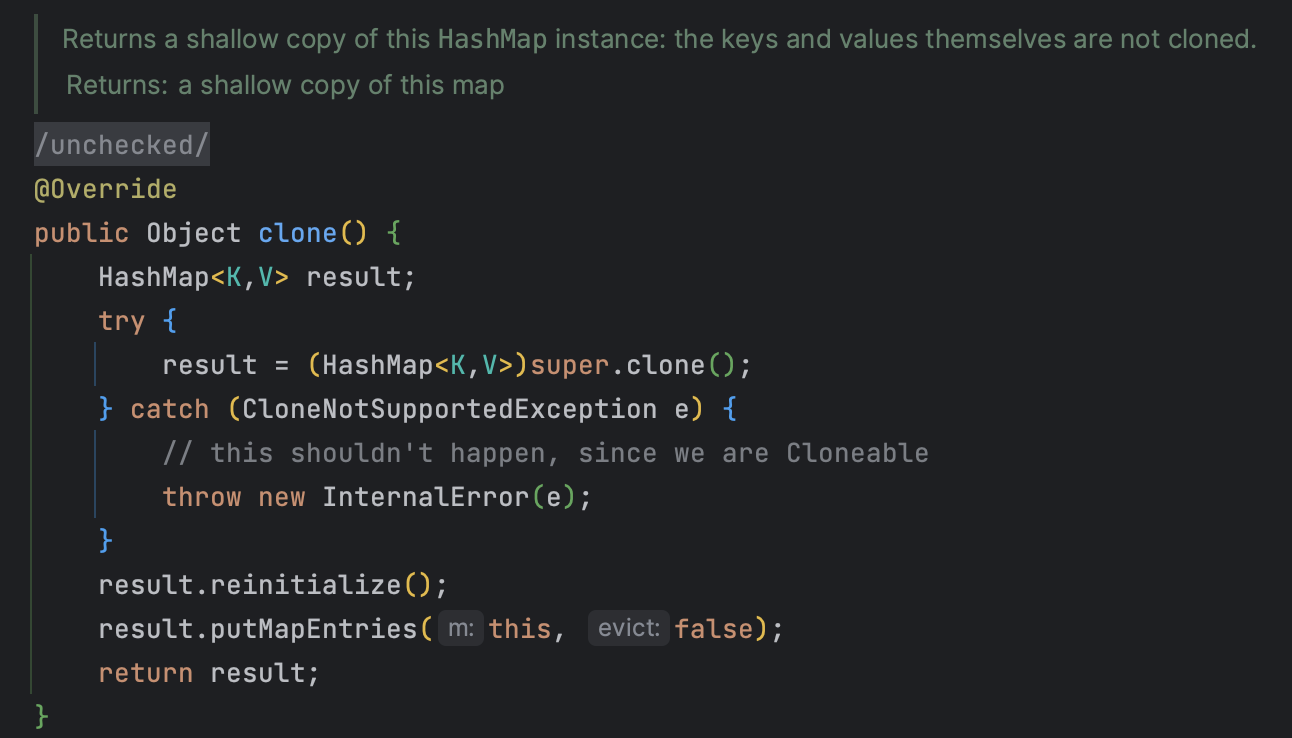 Returns a shallow copy of this HashMap instance: the keys and values themselves are not cloned.
Returns: a shallow copy of this map
/unchecked/
@Override
public Object clone() {
    HashMap<K,V> result;
    try {
        result = (HashMap<K,V>)super.clone();
    } catch (CloneNotSupportedException e) {
        // this shouldn't happen, since we are Cloneable
        throw new InternalError(e);
    }
    result.reinitialize();
    result.putMapEntries( m: this,  evict: false);
    return result;
}